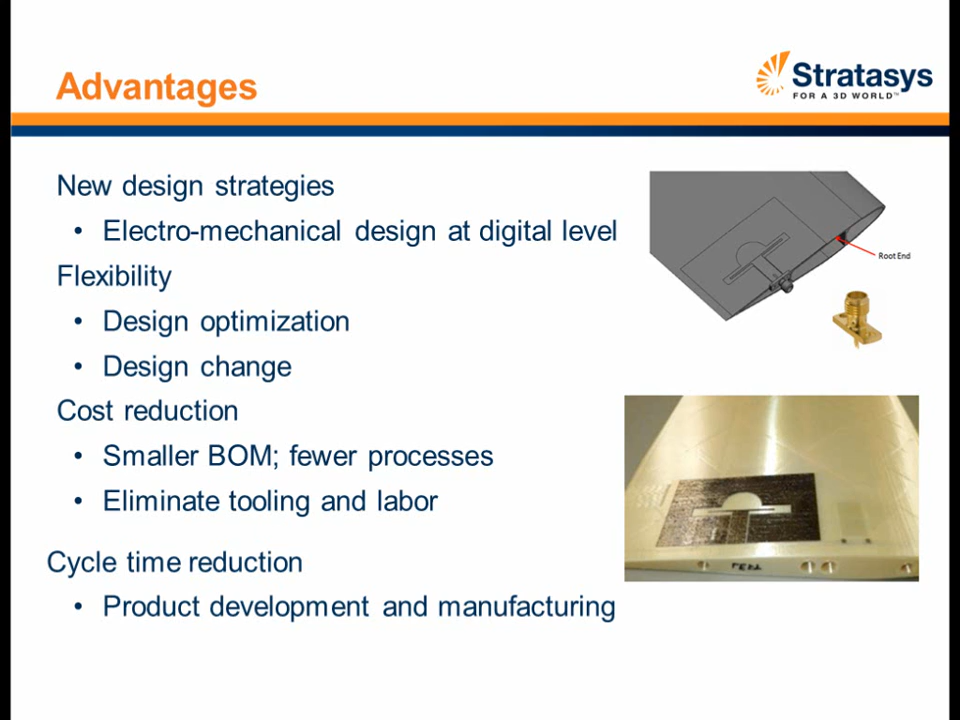 Advantages
Stratasys
FOR A 3D WORLD™
New design strategies
• Electro-mechanical design at digital level
Flexibility
• Design optimization
• Design change
Cost reduction
• Smaller BOM; fewer processes
• Eliminate tooling and labor
Cycle time reduction
• Product development and manufacturing
Root End